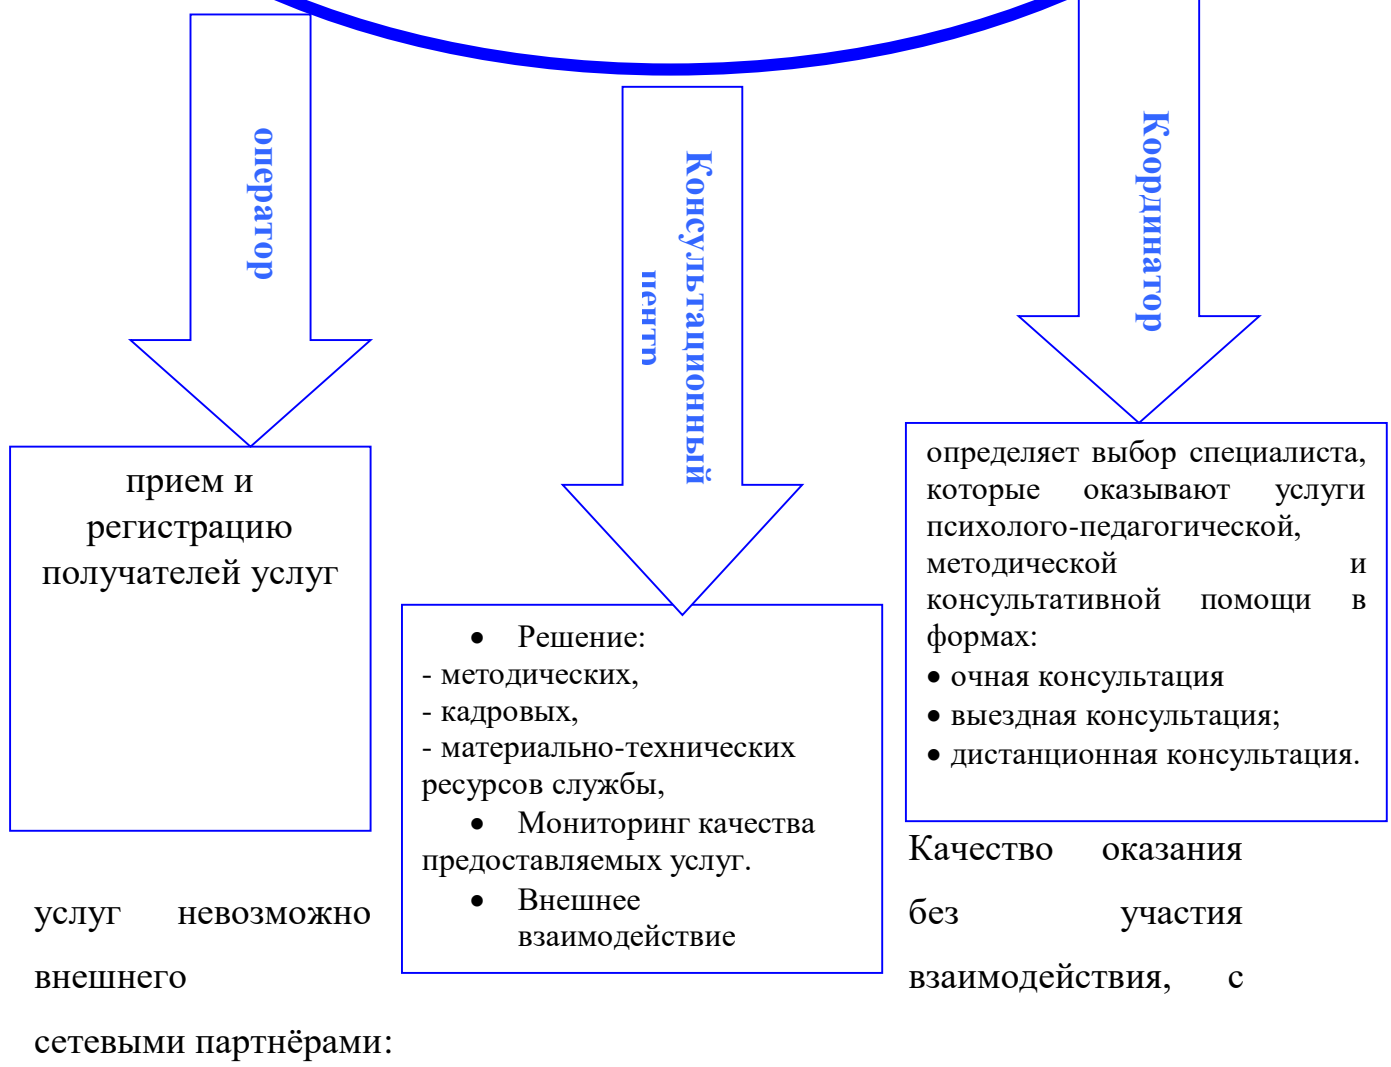 оператор
прием и
регистрацию
получателей услуг
Консультационный
центр
• Решение:
- методических,
- кадровых,
- материально-технических
ресурсов службы,
• Мониторинг качества
предоставляемых услуг.
• Внешнее
взаимодействие
Координатор
определяет выбор специалиста,
которые оказывают услуги
психолого-педагогической,
методической и
консультативной помощи в
формах:
• очная консультация
• выездная консультация;
• дистанционная консультация.
Качество оказания
услуг невозможно без участия
внешнего взаимодействия, с
сетевыми партнёрами: